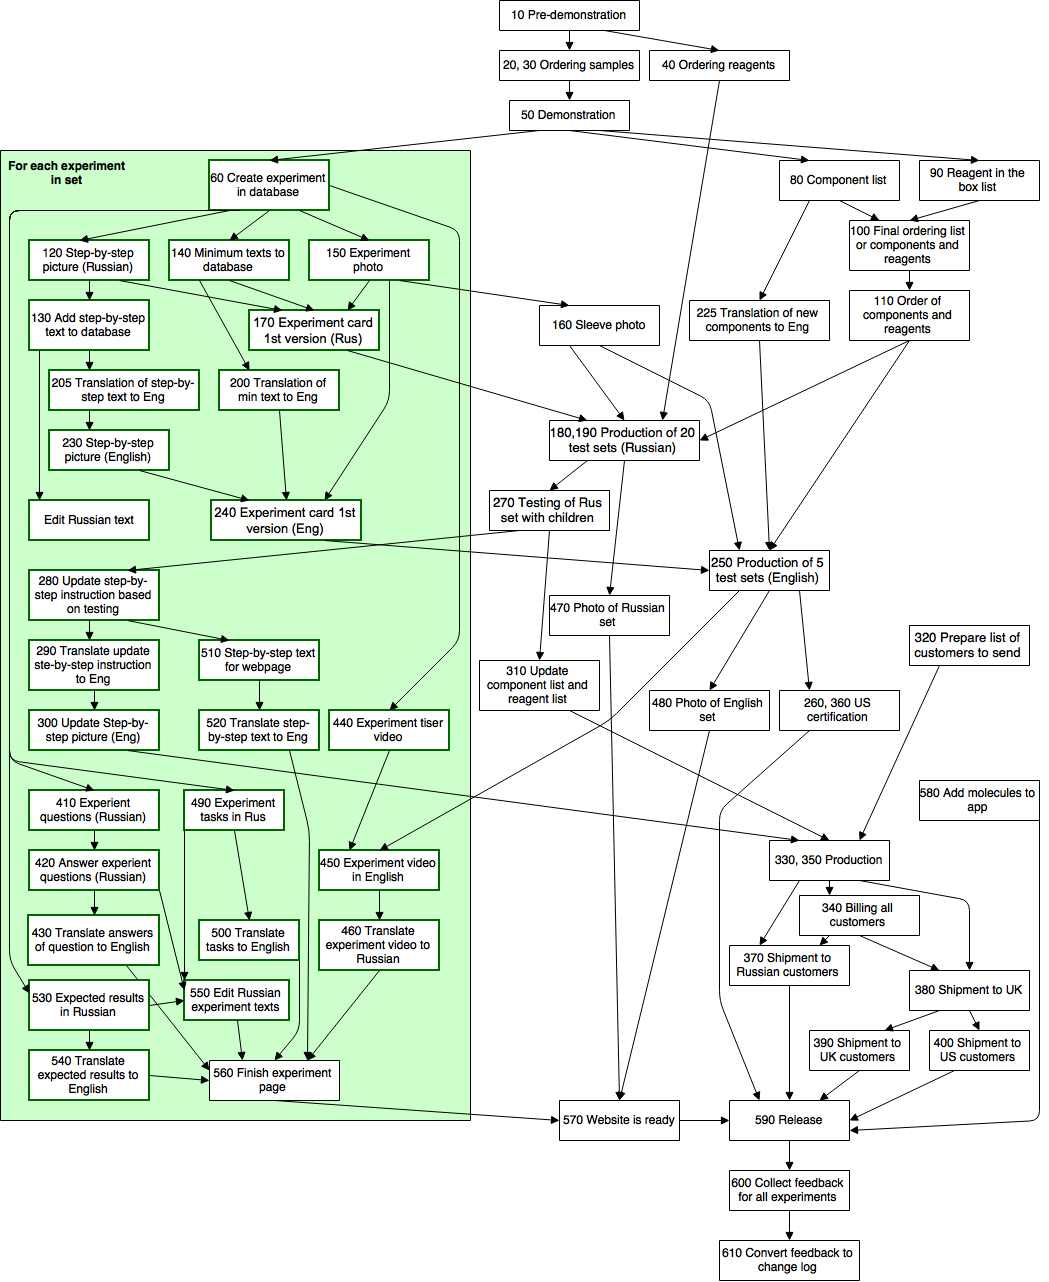 10 Pre-demonstration
20, 30 Ordering samples
40 Ordering reagents
50 Demonstration
For each experiment
in set
60 Create experiment
in database
80 Component list
90 Reagent in the
box list
100 Final ordering list
or components and
reagents
120 Step-by-step
picture (Russian)
140 Minimum texts to
database
150 Experiment
photo
110 Order of
components and
reagents
130 Add step-by-step
text to database
170 Experiment card
1st version (Rus)
160 Sleeve photo
225 Translation of new
components to Eng
205 Translation of step-by-
step text to Eng
200 Translation of
min text to Eng
180,190 Production of 20
test sets (Russian)
230 Step-by-step
picture (English)
270 Testing of Rus
set with children
Edit Russian text
240 Experiment card 1st
version (Eng)
250 Production of 5
test sets (English)
280 Update step-by-
step instruction based
on testing
470 Photo of Russian
set
290 Translate update
ste-by-step instruction
to Eng
510 Step-by-step text
for webpage
320 Prepare list of
customers to send
310 Update
component list and
reagent list
300 Update Step-by-
step picture (Eng)
520 Translate step-
by-step text to Eng
440 Experiment tiser
video
480 Photo of English
set
260, 360 US
certification
410 Experient
questions (Russian)
490 Experiment
tasks in Rus
580 Add molecules to
app
420 Answer experient
questions (Russian)
450 Experiment video
in English
330, 350 Production
340 Billing all
customers
430 Translate answers
of question to English
500 Translate
tasks to English
460 Translate
experiment video to
Russian
370 Shipment to
Russian customers
380 Shipment to UK
530 Expected results
in Russian
550 Edit Russian
experiment texts
390 Shipment to
UK customers
400 Shipment to
US customers
540 Translate
expected results to
English
560 Finish experiment
page
570 Website is ready
590 Release
600 Collect feedback
for all experiments
610 Convert feedback to
change log